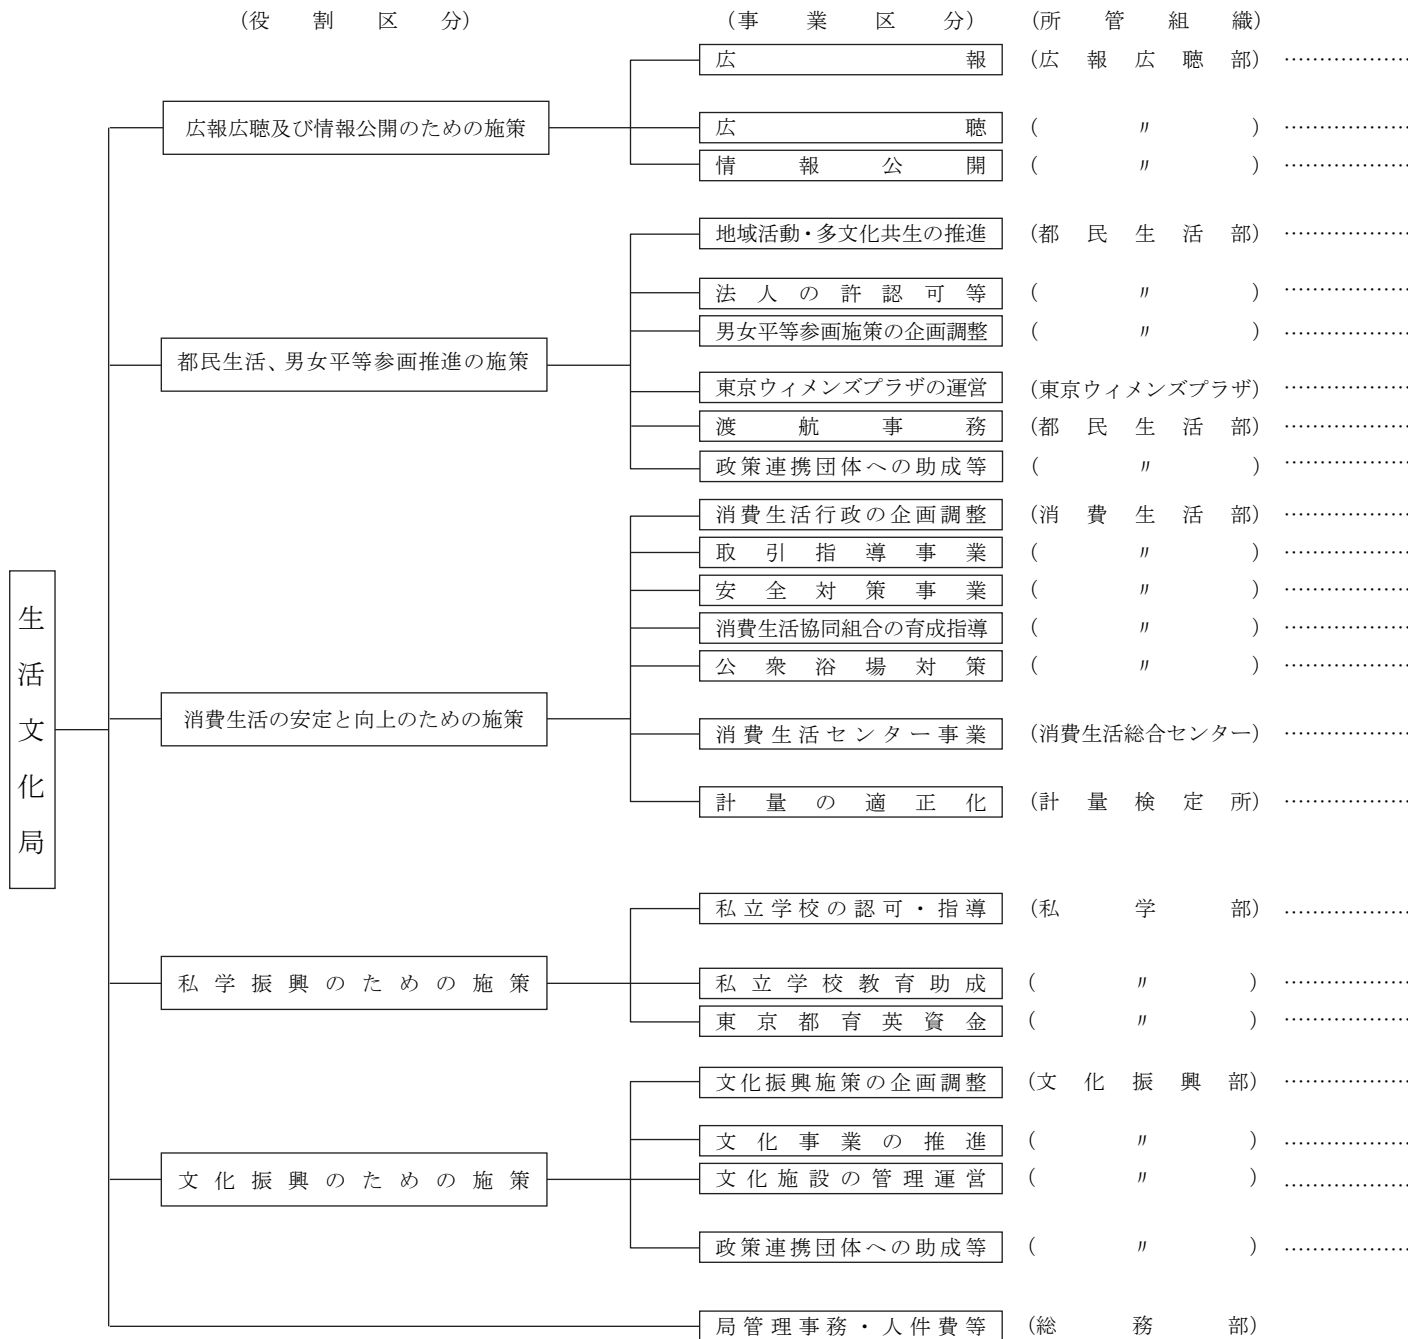 (役割区分) (事業区分) (所管組織)
生活文化局
広報広聴及び情報公開のための施策
広報 (広報広聴部) ………………
広聴 ( 〃 ) ………………
情報公開 ( 〃 ) ………………
都民生活、男女平等参画推進の施策
地域活動・多文化共生の推進 (都民生活部) ………………
法人の許認可等 ( 〃 ) ………………
男女平等参画施策の企画調整 ( 〃 ) ………………
東京ウィメンズプラザの運営 (東京ウィメンズプラザ) ………………
渡航事務 (都民生活部) ………………
政策連携団体への助成等 ( 〃 ) ………………
消費生活の安定と向上のための施策
消費生活行政の企画調整 (消費生活部) ………………
取引指導事業 ( 〃 ) ………………
安全対策事業 ( 〃 ) ………………
消費生活協同組合の育成指導 ( 〃 ) ………………
公衆浴場対策 ( 〃 ) ………………
消費生活センター事業 (消費生活総合センター) ………………
計量の適正化 (計量検定所) ………………
私学振興のための施策
私立学校の認可・指導 (私学部) ………………
私立学校教育助成 ( 〃 ) ………………
東京都育英資金 ( 〃 ) ………………
文化振興のための施策
文化振興施策の企画調整 (文化振興部) ………………
文化事業の推進 ( 〃 ) ………………
文化施設の管理運営 ( 〃 ) ………………
政策連携団体への助成等 ( 〃 ) ………………
局管理事務・人件費等 (総務部)